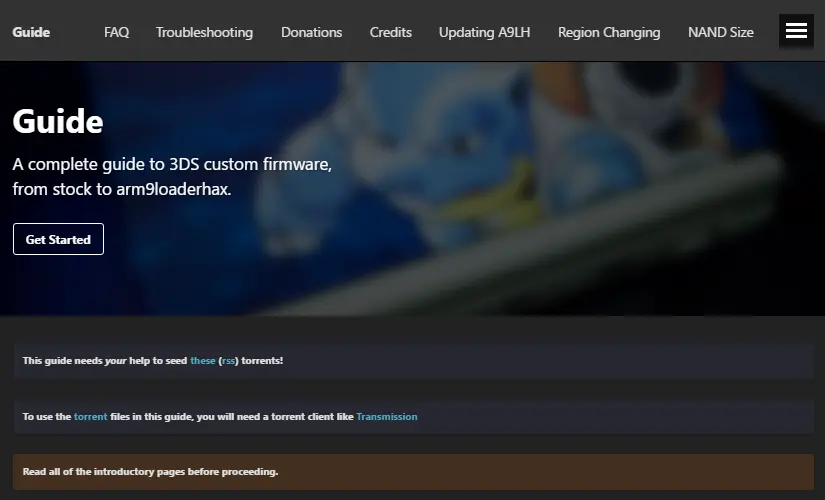 Guide FAQ Troubleshooting Donations Credits Updating A9LH Region Changing NAND Size
Guide
A complete guide to 3DS custom firmware,
from stock to arm9loaderhax.
Get Started
This guide needs your help to seed these (rss) torrents!
To use the torrent files in this guide, you will need a torrent client like Transmission
Read all of the introductory pages before proceeding.